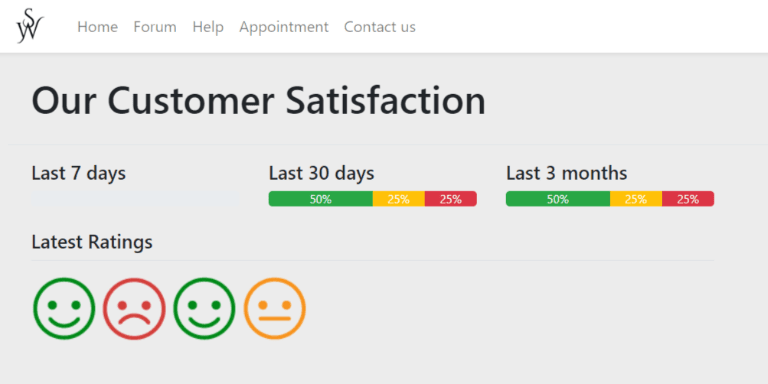 SW
Home Forum Help Appointment Contact us
Our Customer Satisfaction
Last 7 days Last 30 days Last 3 months
50% 25% 25% 50% 25% 25%
Latest Ratings